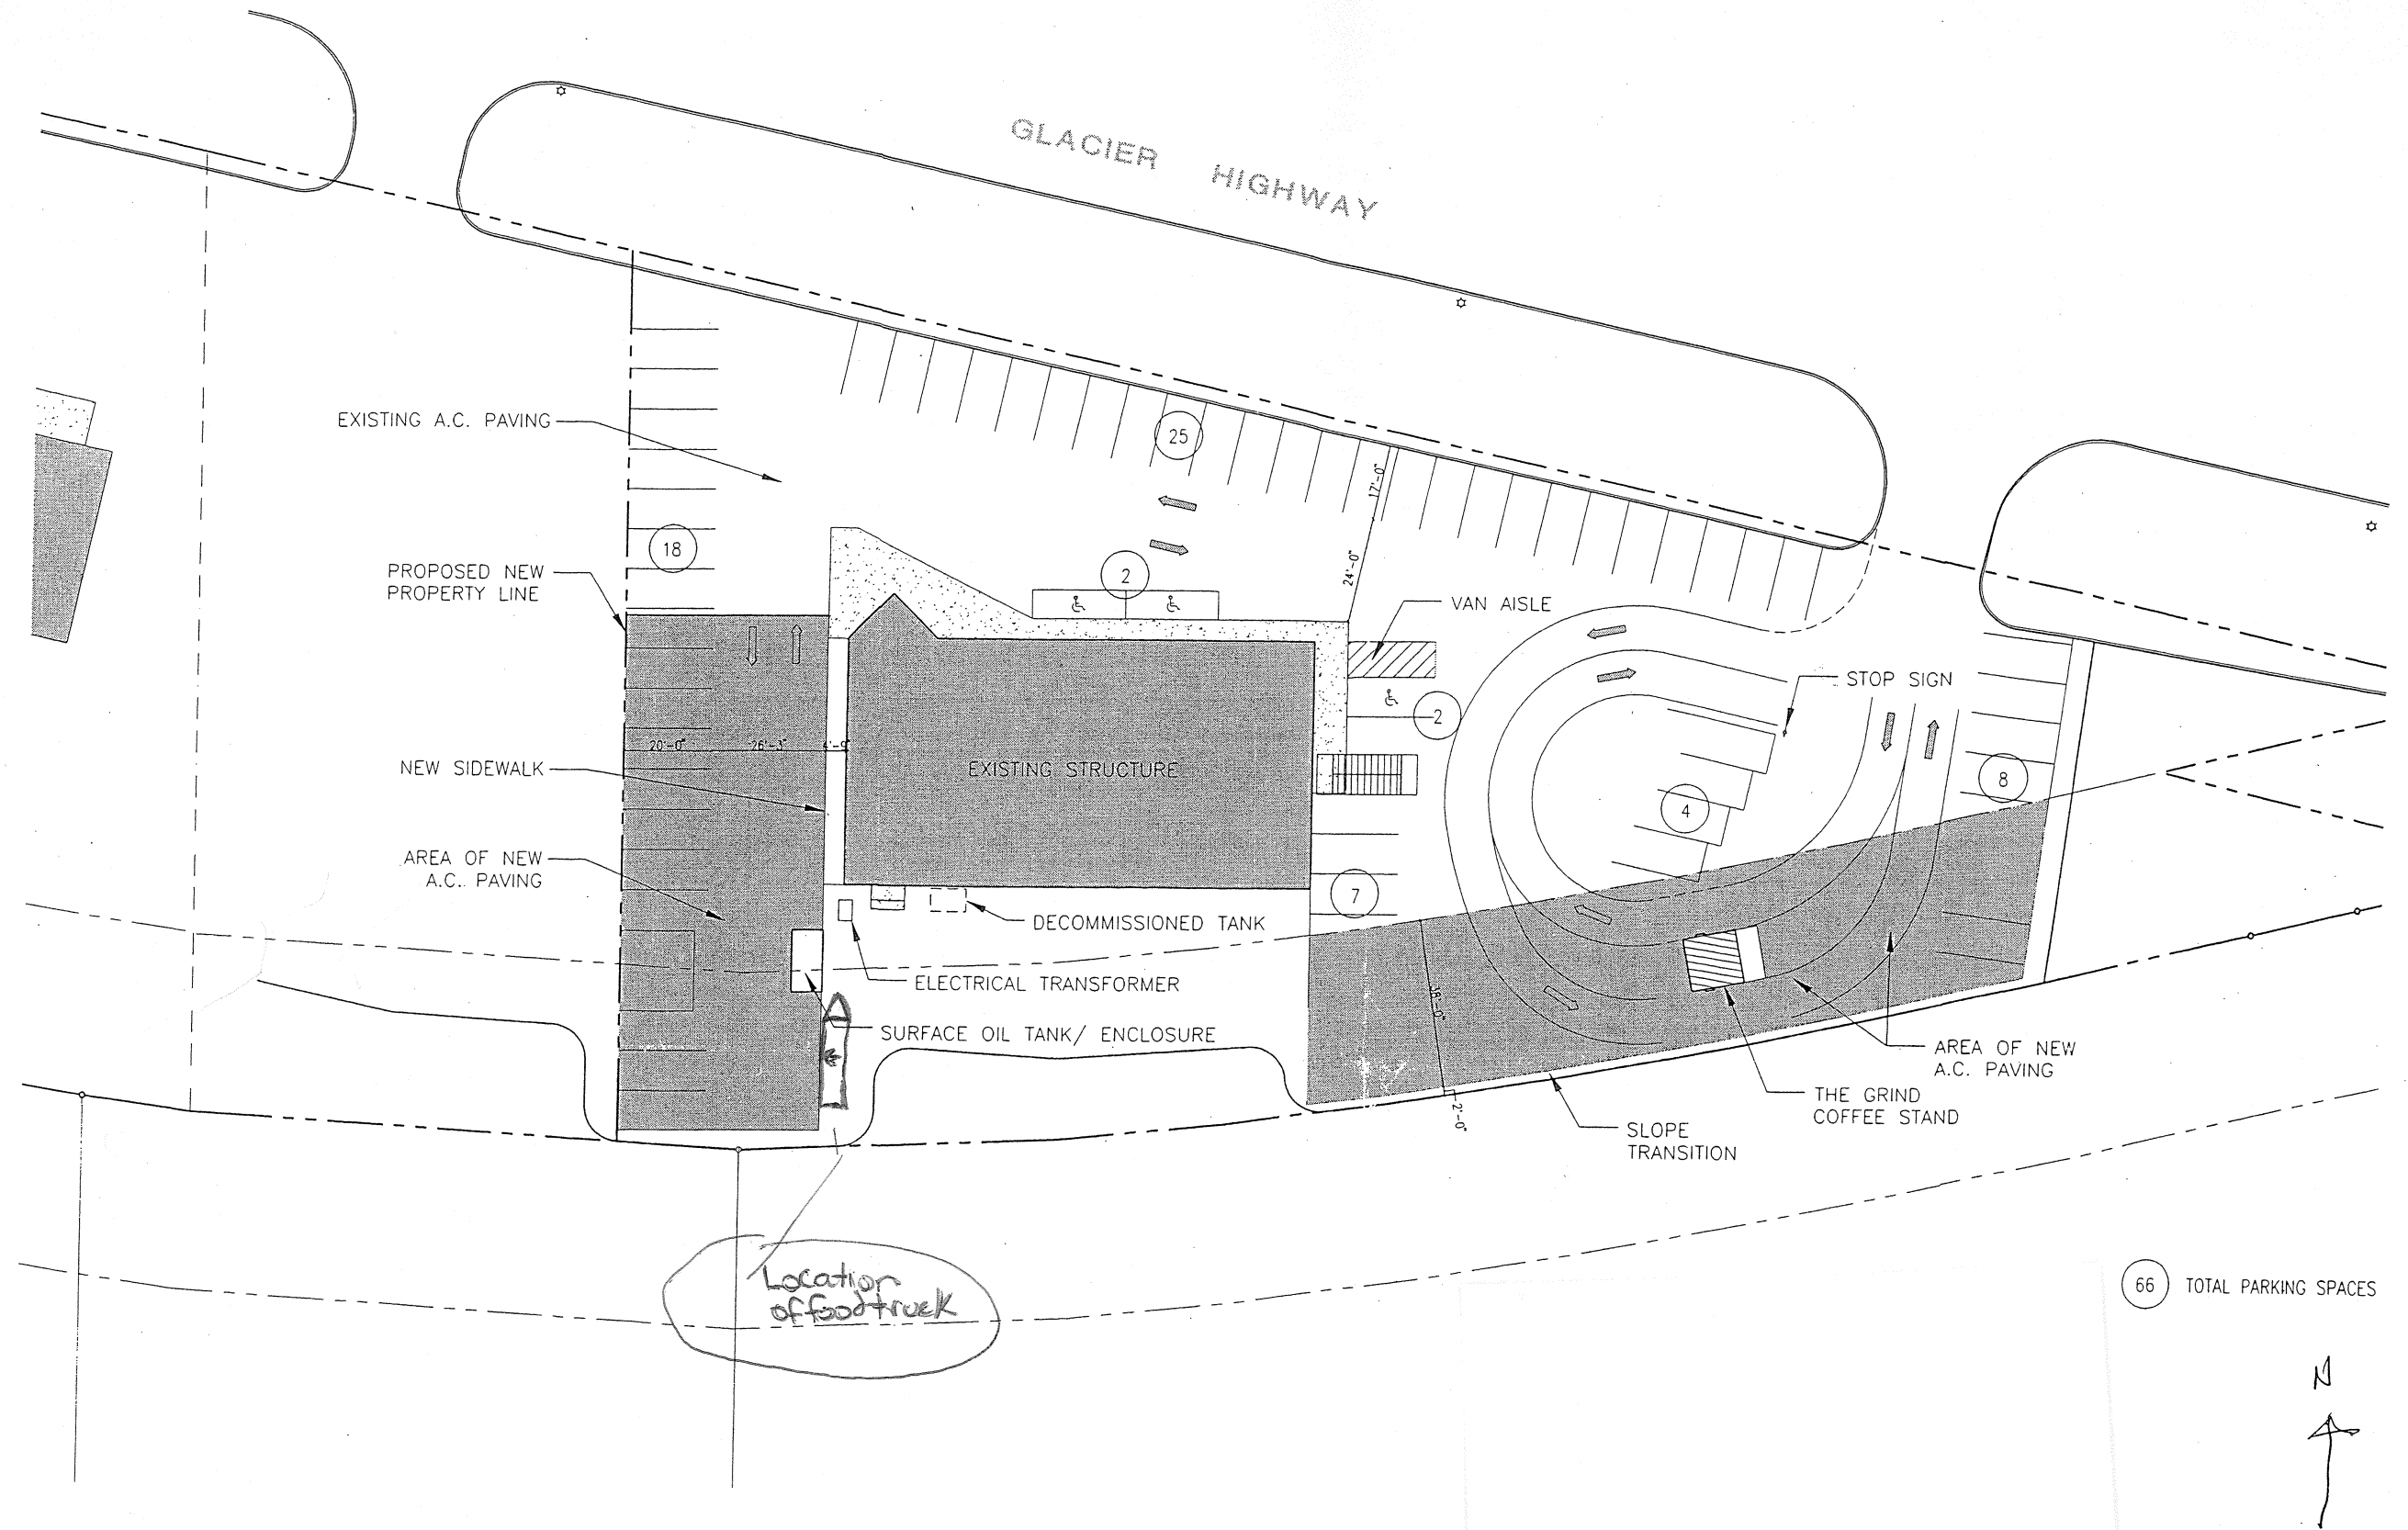 GLACIER HIGHWAY
EXISTING A.C. PAVING
25
17'-0"
18
24'-0"
PROPOSED NEW
PROPERTY LINE
2
VAN AISLE
STOP SIGN
2
20'-0"
26'-3"
4'-9"
NEW SIDEWALK
EXISTING STRUCTURE
8
4
AREA OF NEW
A.C. PAVING
7
DECOMMISSIONED TANK
ELECTRICAL TRANSFORMER
38'-0"
SURFACE OIL TANK/ ENCLOSURE
AREA OF NEW
A.C. PAVING
THE GRIND
COFFEE STAND
2'-0"
SLOPE
TRANSITION
Location
of foodtruck
66 TOTAL PARKING SPACES
N